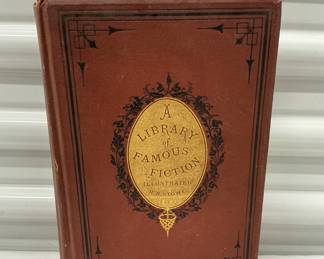 A
LIBRARY
of
FAMOUS
FICTION
ILLUSTRATED